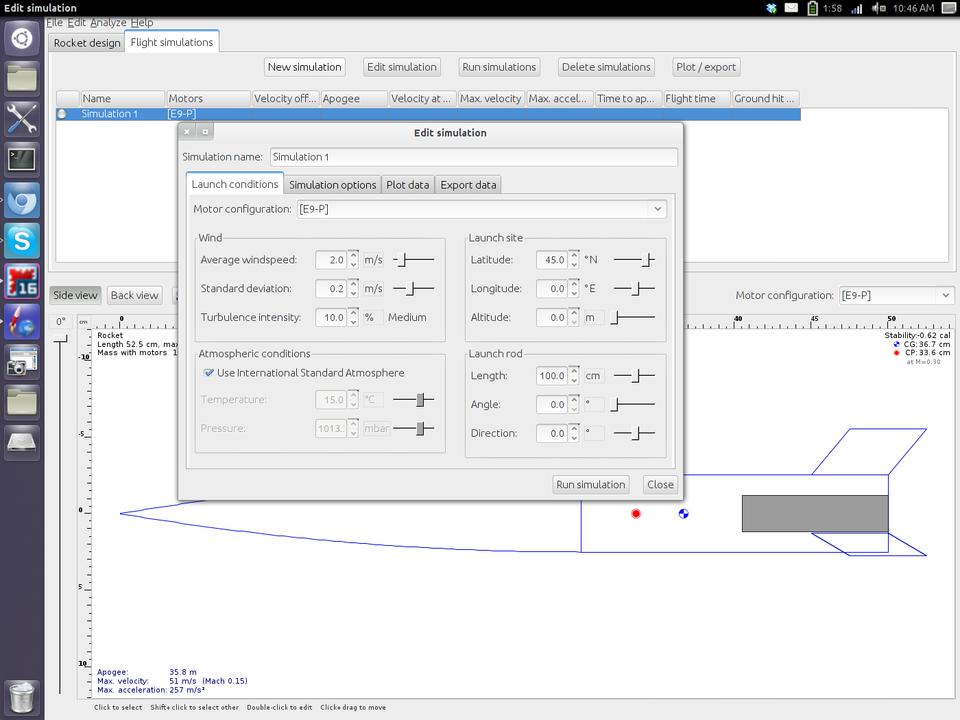 Edit simulation 1:58 10:46 AM
File Edit Analyze Help
Rocket design Flight simulations
New simulation Edit simulation Run simulations Delete simulations Plot / export
Name Motors Velocity off... Apogee Velocity at ... Max. velocity Max. accel... Time to ap... Flight time Ground hit ...
Simulation 1 [E9-P]
Edit simulation
Simulation name: Simulation 1
Launch conditions Simulation options Plot data Export data
Motor configuration: [E9-P]
Wind
Average windspeed: 2.0 m/s
Standard deviation: 0.2 m/s
Turbulence intensity: 10.0 % Medium
Launch site
Latitude: 45.0 °N
Longitude: 0.0 °E
Altitude: 0.0 m
Atmospheric conditions
Use International Standard Atmosphere
Temperature: 15.0 °C
Pressure: 1013. mbar
Launch rod
Length: 100.0 cm
Angle: 0.0 °
Direction: 0.0 °
Run simulation Close
16
Side view Back view Motor configuration: [E9-P]
0° cm 0 40 45 50
Rocket
Length 52.5 cm, max
Mass with motors 1
Stability:-0.62 cal
CG: 36.7 cm
CP: 33.6 cm
at M=0.30
-10
-5
0
5
10
Apogee: 35.8 m
Max. velocity: 51 m/s (Mach 0.15)
Max. acceleration: 257 m/s²
Click to select Shift+click to select other Double-click to edit Click+drag to move